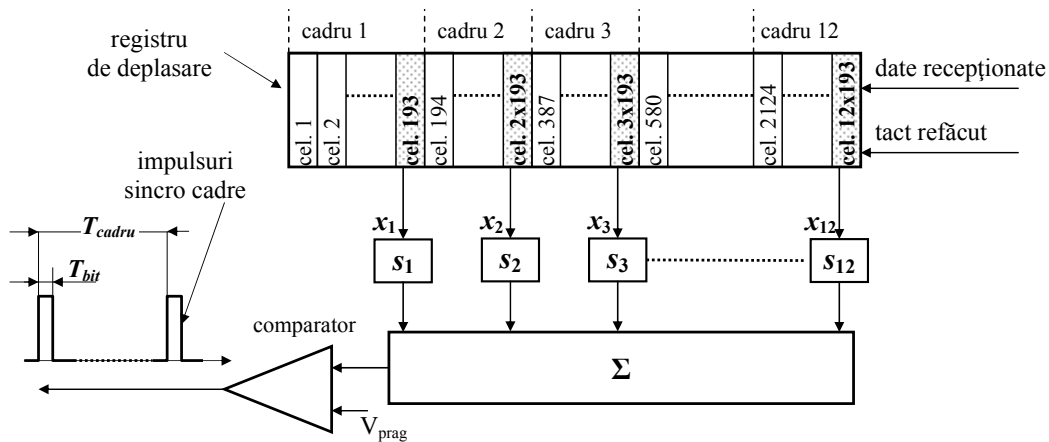 cadru 1 cadru 2 cadru 3 cadru 12
registru
de deplasare
cel. 1
cel. 2
cel. 193
cel. 194
cel. 2x193
cel. 387
cel. 3x193
cel. 580
cel. 2124
cel. 12x193
date recepţionate
tact refăcut
impulsuri
sincro cadre
T_cadru
T_bit
x_1 x_2 x_3 x_12
s_1 s_2 s_3 s_12
comparator
Σ
V_prag